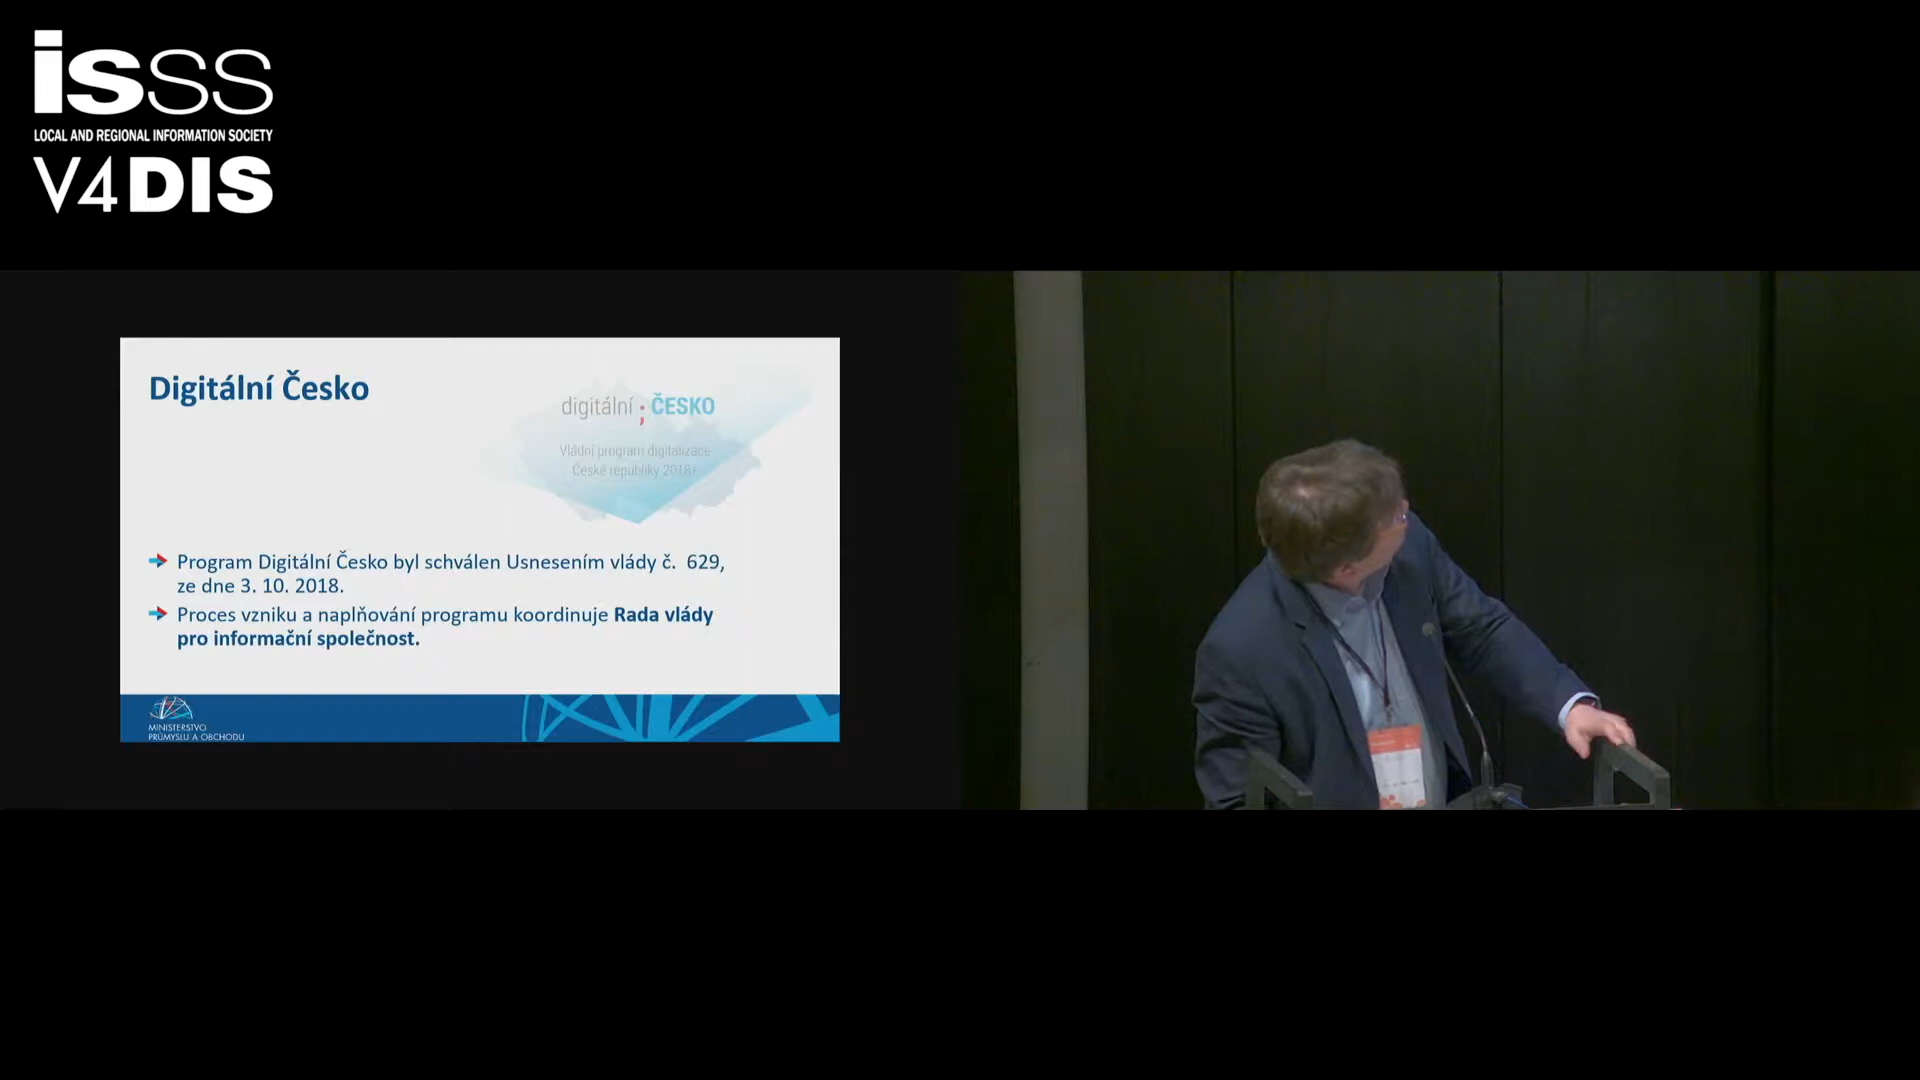 isss
LOCAL AND REGIONAL INFORMATION SOCIETY
V4DIS
Digitální Česko
digitální ; ČESKO
Vládní program digitalizace
České republiky 2018+
Program Digitální Česko byl schválen Usnesením vlády č. 629,
ze dne 3. 10. 2018.
Proces vzniku a naplňování programu koordinuje Rada vlády
pro informační společnost.
MINISTERSTVO
PRŮMYSLU A OBCHODU